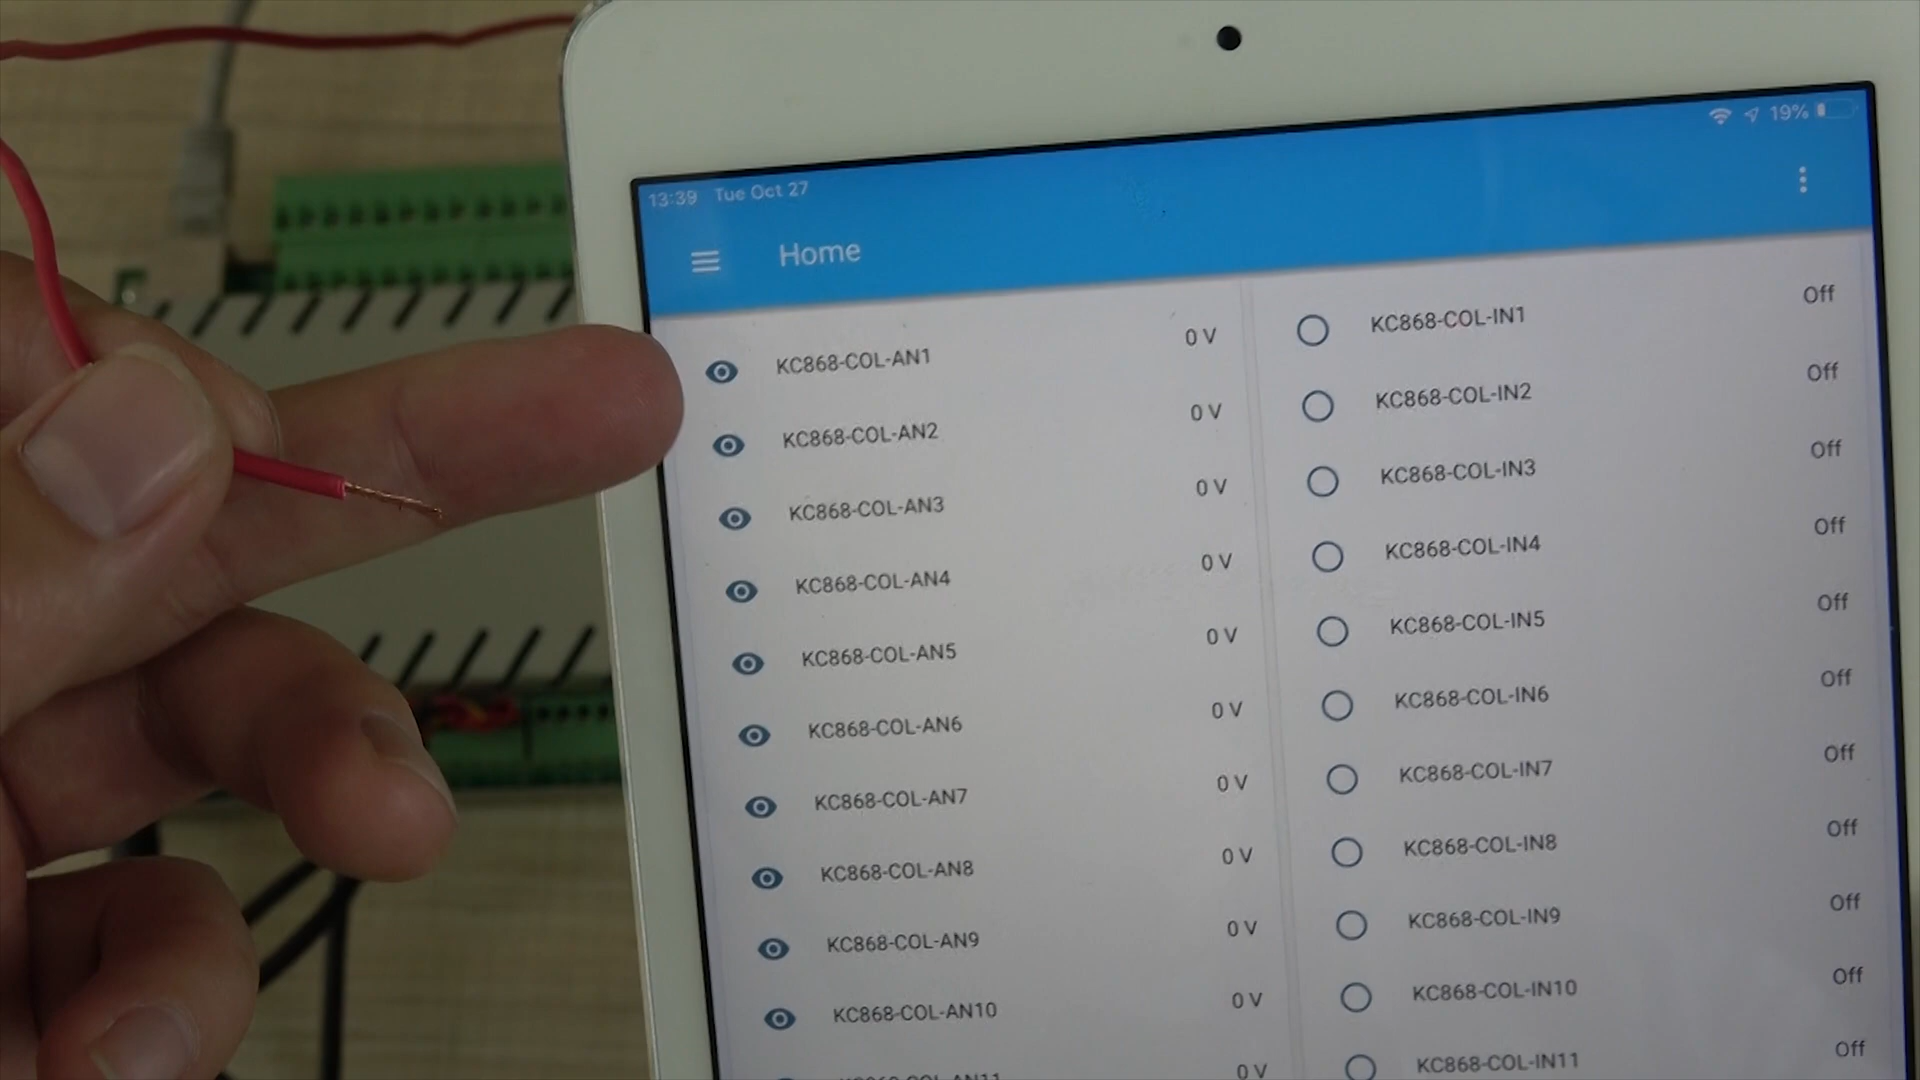 13:39 Tue Oct 27
19%
Home
KC868-COL-AN1 0 V
KC868-COL-AN2 0 V
KC868-COL-AN3 0 V
KC868-COL-AN4 0 V
KC868-COL-AN5 0 V
KC868-COL-AN6 0 V
KC868-COL-AN7 0 V
KC868-COL-AN8 0 V
KC868-COL-AN9 0 V
KC868-COL-AN10 0 V
KC868-COL-AN11 0 V
KC868-COL-IN1 Off
KC868-COL-IN2 Off
KC868-COL-IN3 Off
KC868-COL-IN4 Off
KC868-COL-IN5 Off
KC868-COL-IN6 Off
KC868-COL-IN7 Off
KC868-COL-IN8 Off
KC868-COL-IN9 Off
KC868-COL-IN10 Off
KC868-COL-IN11 Off